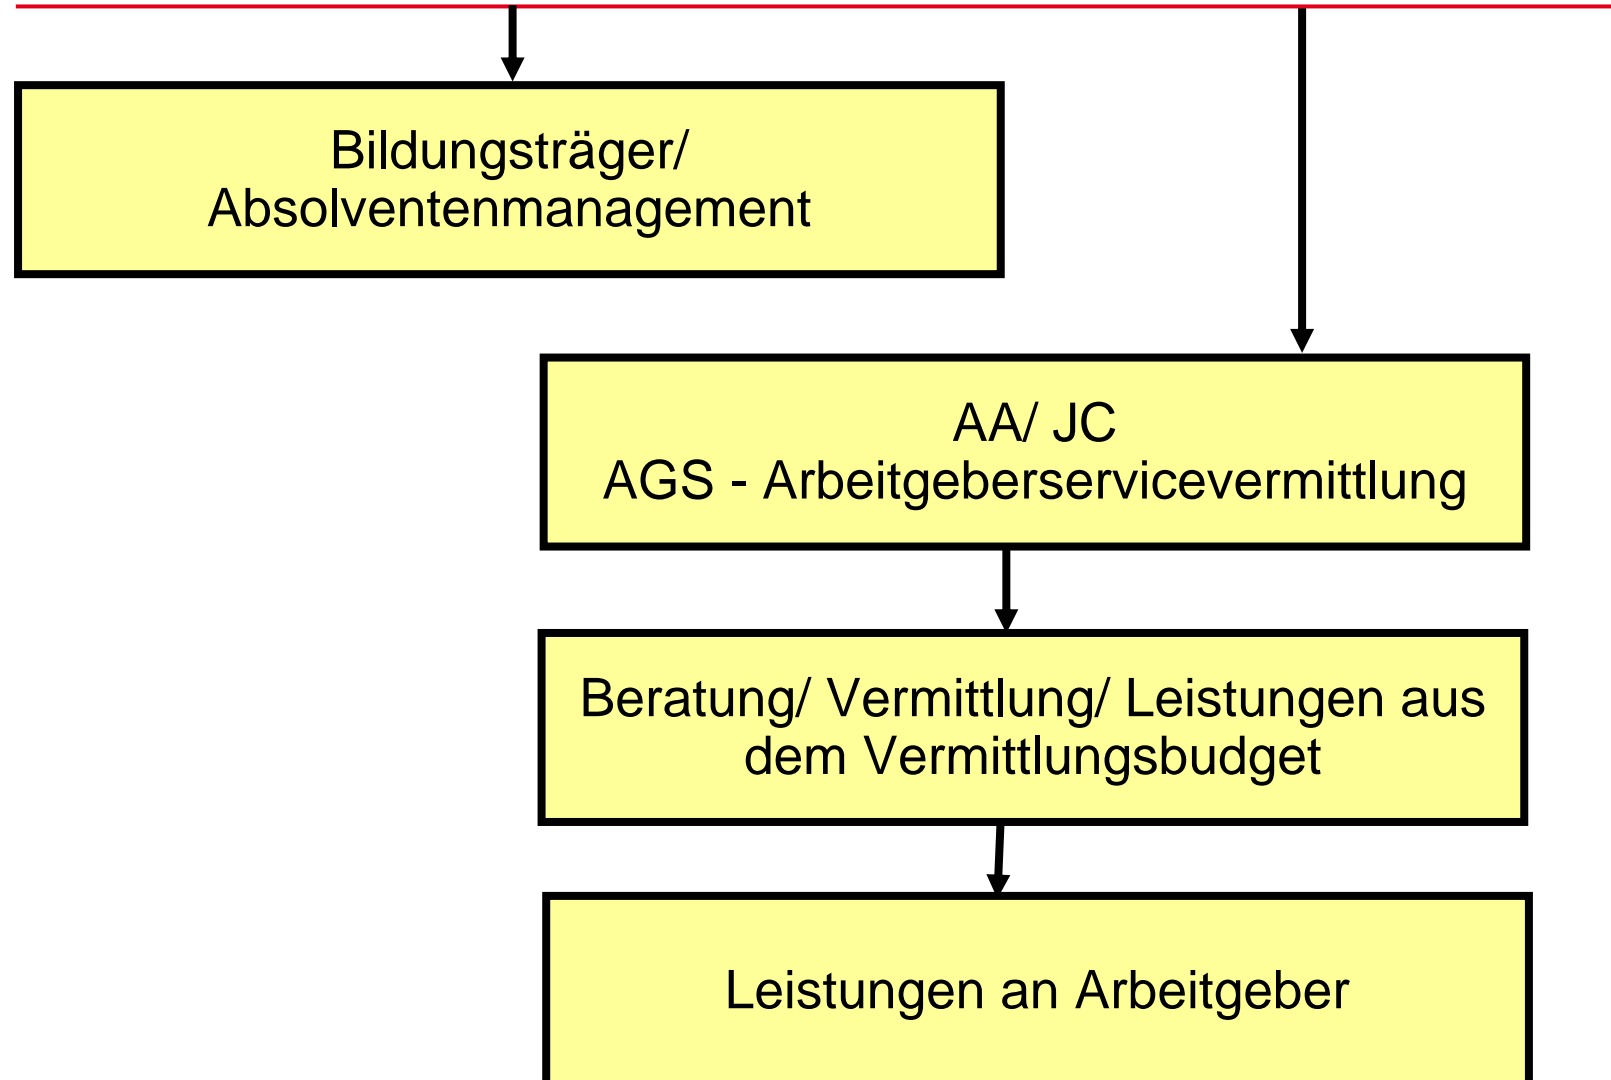 Bildungsträger/
Absolventenmanagement
AA/ JC
AGS - Arbeitgeberservicevermittlung
Beratung/ Vermittlung/ Leistungen aus
dem Vermittlungsbudget
Leistungen an Arbeitgeber